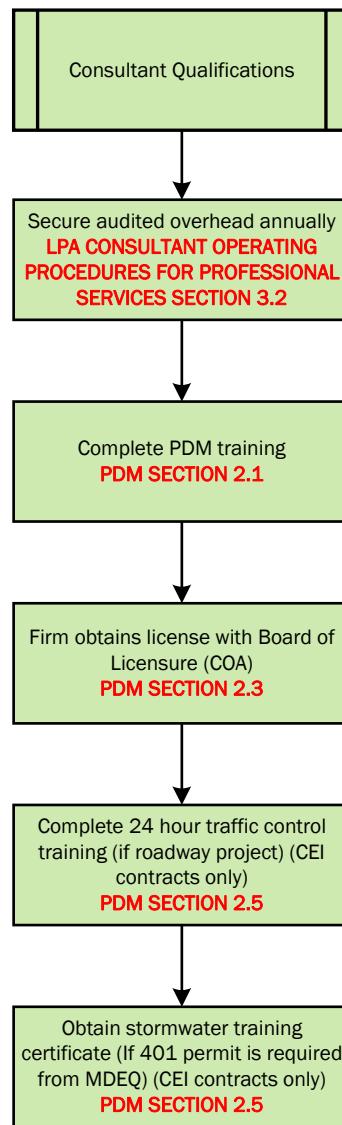 Consultant Qualifications
Secure audited overhead annually
LPA CONSULTANT OPERATING
PROCEDURES FOR PROFESSIONAL
SERVICES SECTION 3.2
Complete PDM training
PDM SECTION 2.1
Firm obtains license with Board of
Licensure (COA)
PDM SECTION 2.3
Complete 24 hour traffic control
training (if roadway project) (CEI
contracts only)
PDM SECTION 2.5
Obtain stormwater training
certificate (If 401 permit is required
from MDEQ) (CEI contracts only)
PDM SECTION 2.5